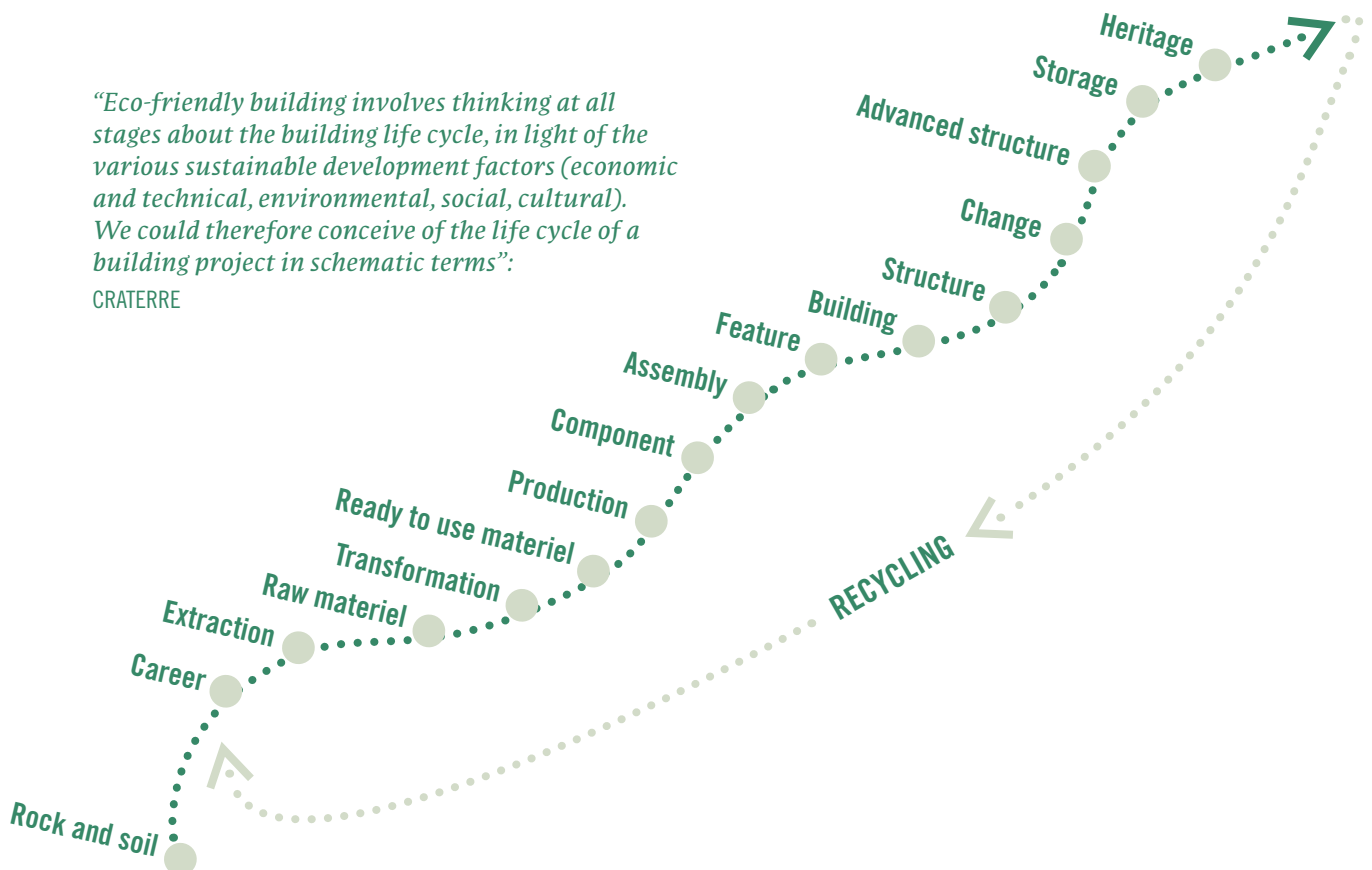 “Eco-friendly building involves thinking at all
stages about the building life cycle, in light of the
various sustainable development factors (economic
and technical, environmental, social, cultural).
We could therefore conceive of the life cycle of a
building project in schematic terms”:
CRATERRE
Heritage
Storage
Advanced structure
Change
Structure
Building
Feature
Assembly
Component
Production
Ready to use materiel
Transformation
Raw materiel
Extraction
Career
Rock and soil
RECYCLING